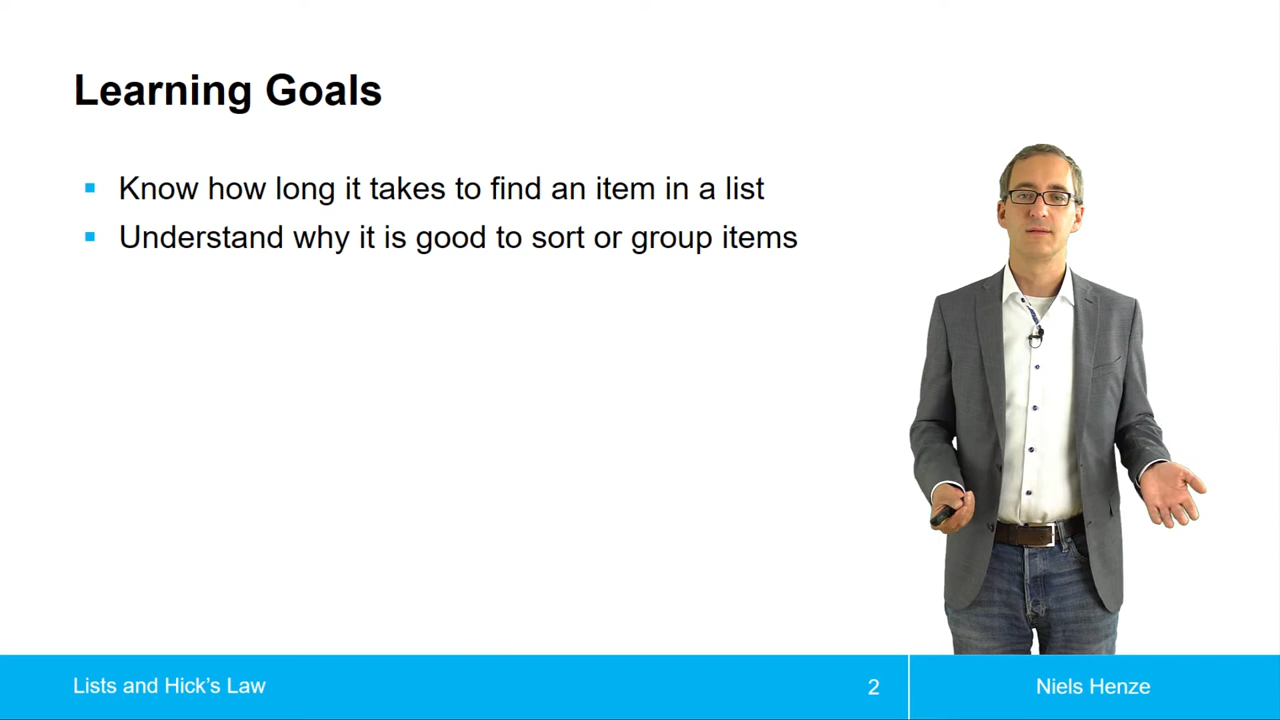 Learning Goals
Know how long it takes to find an item in a list
Understand why it is good to sort or group items
Lists and Hick's Law
2
Niels Henze